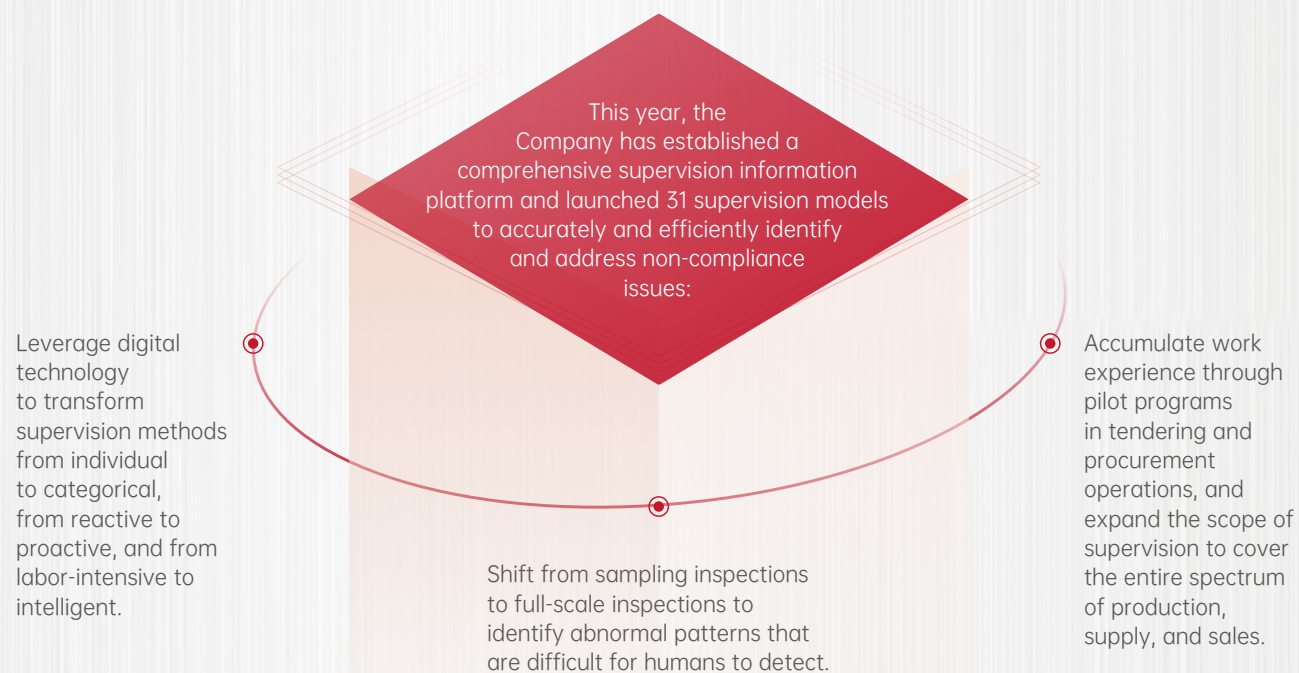 This year, the
Company has established a
comprehensive supervision information
platform and launched 31 supervision models
to accurately and efficiently identify
and address non-compliance
issues:
Leverage digital
technology
to transform
supervision methods
from individual
to categorical,
from reactive to
proactive, and from
labor-intensive to
intelligent.
Shift from sampling inspections
to full-scale inspections to
identify abnormal patterns that
are difficult for humans to detect.
Accumulate work
experience through
pilot programs
in tendering and
procurement
operations, and
expand the scope of
supervision to cover
the entire spectrum
of production,
supply, and sales.